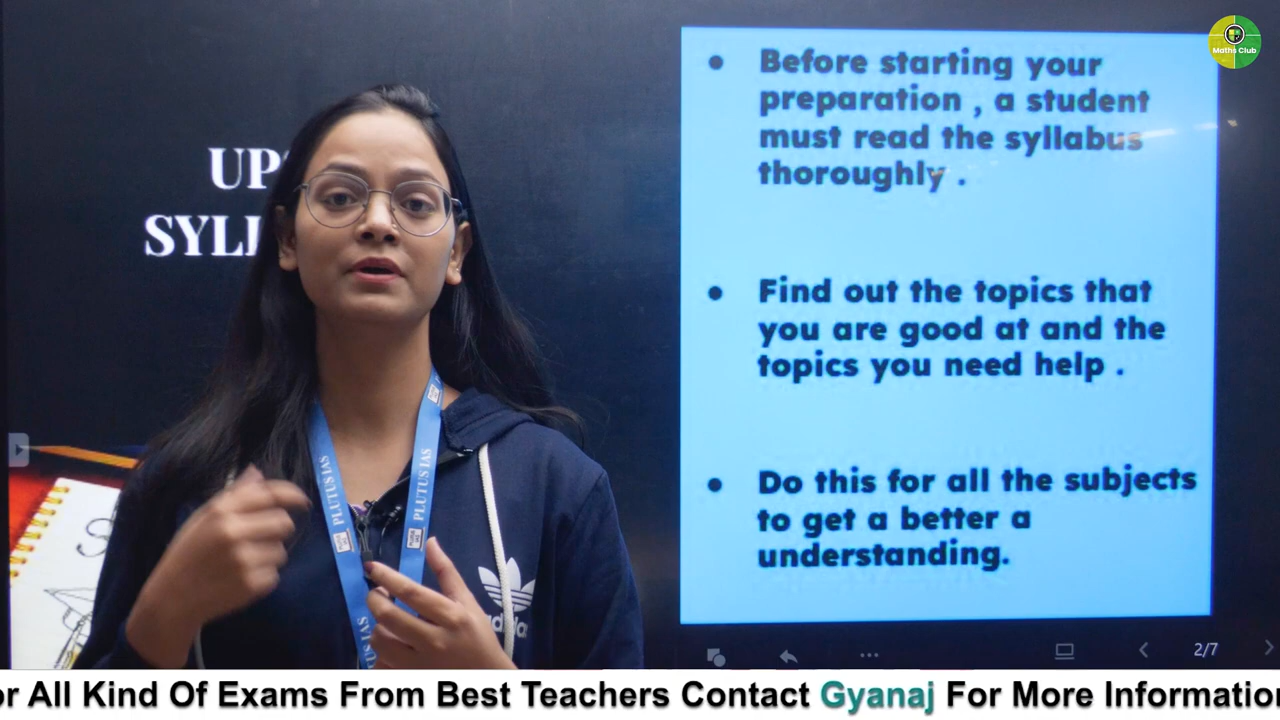 Maths Club
UP
SYLL
• Before starting your
preparation , a student
must read the syllabus
thoroughly .
• Find out the topics that
you are good at and the
topics you need help .
• Do this for all the subjects
to get a better a
understanding.
PLUTUS IAS
PLUTUS IAS
2/7
or All Kind Of Exams From Best Teachers Contact Gyanaj For More Information